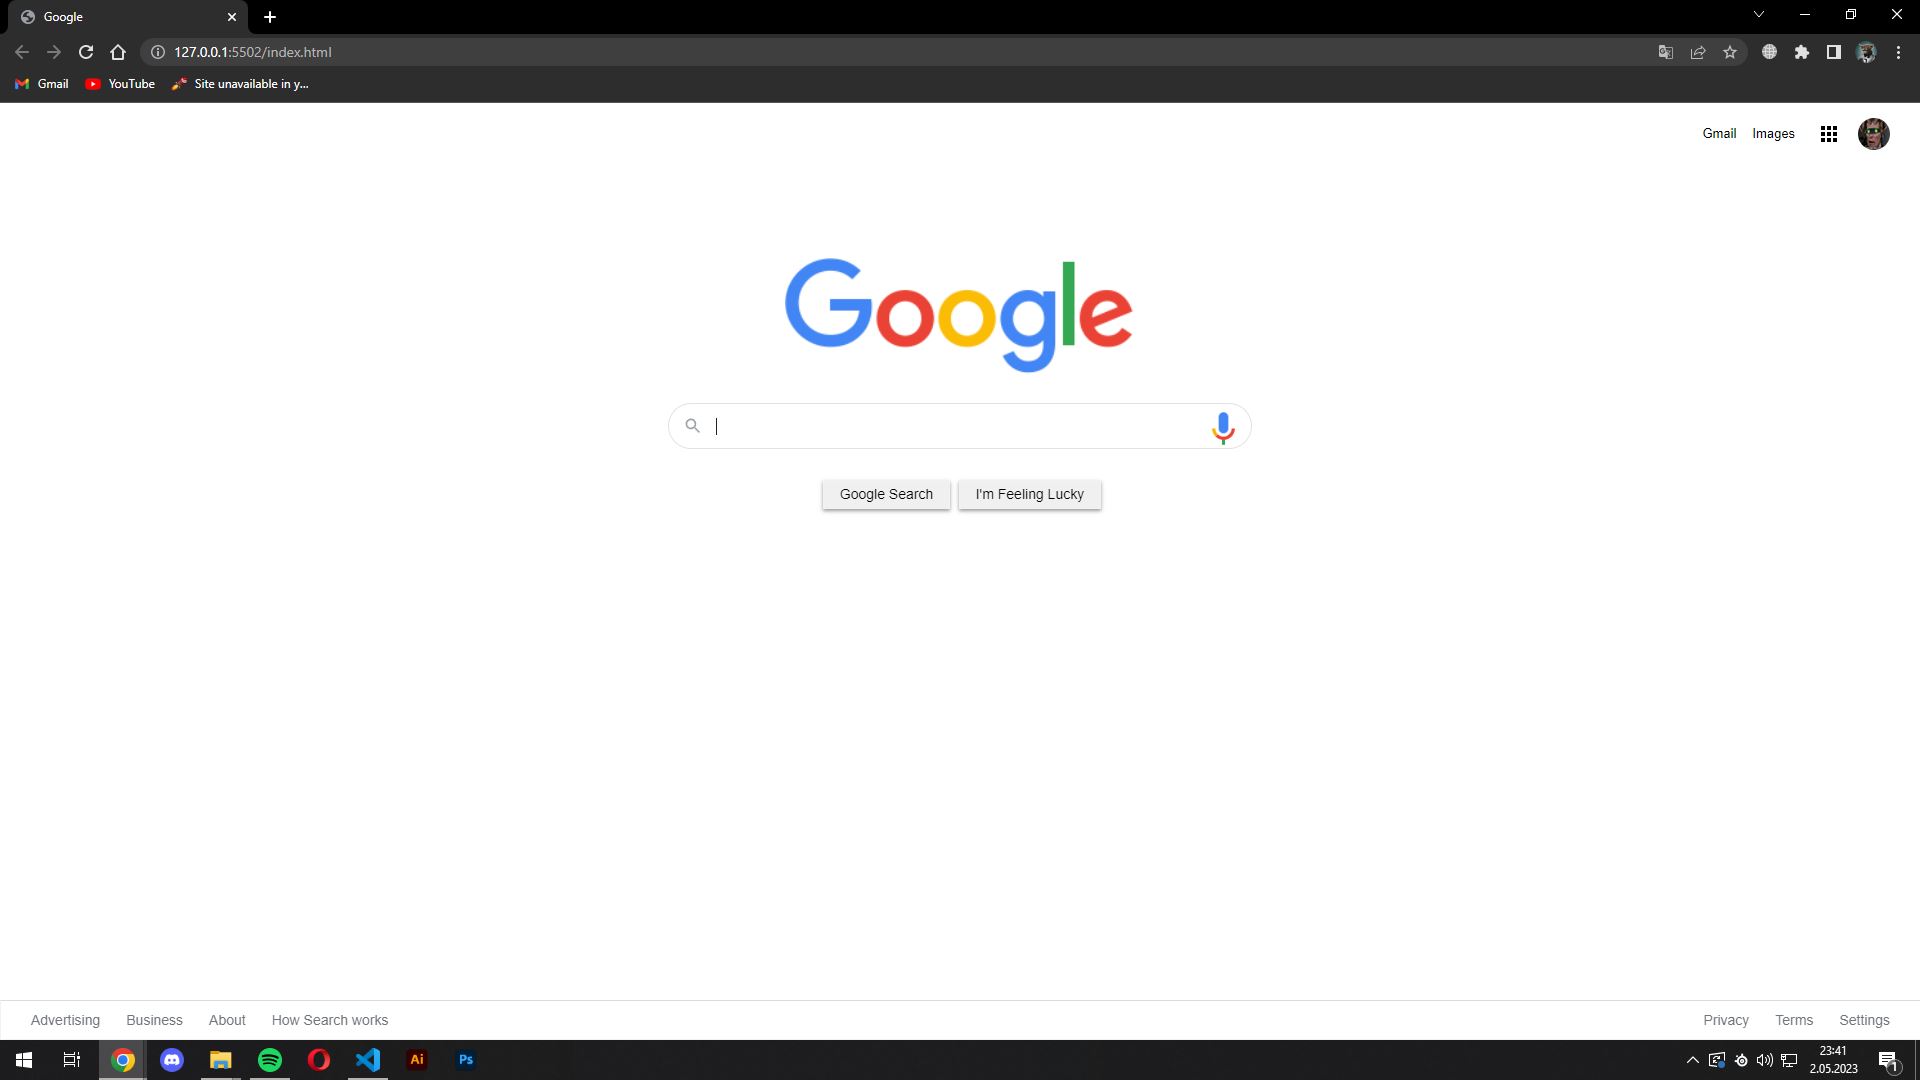 Google
127.0.0.1:5502/index.html
Gmail YouTube Site unavailable in y...
Gmail Images
Google
Google Search I'm Feeling Lucky
Advertising Business About How Search works Privacy Terms Settings
Ai Ps
23:41
2.05.2023
1